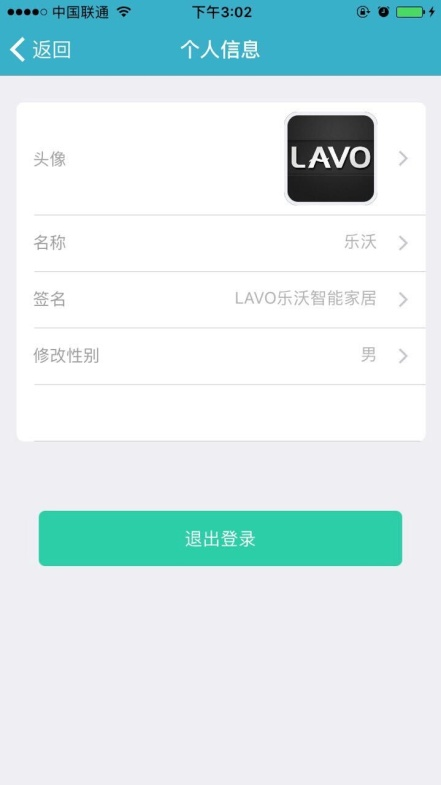 中国联通 下午3:02
返回 个人信息
头像 LAVO
名称 乐沃
签名 LAVO乐沃智能家居
修改性别 男
退出登录